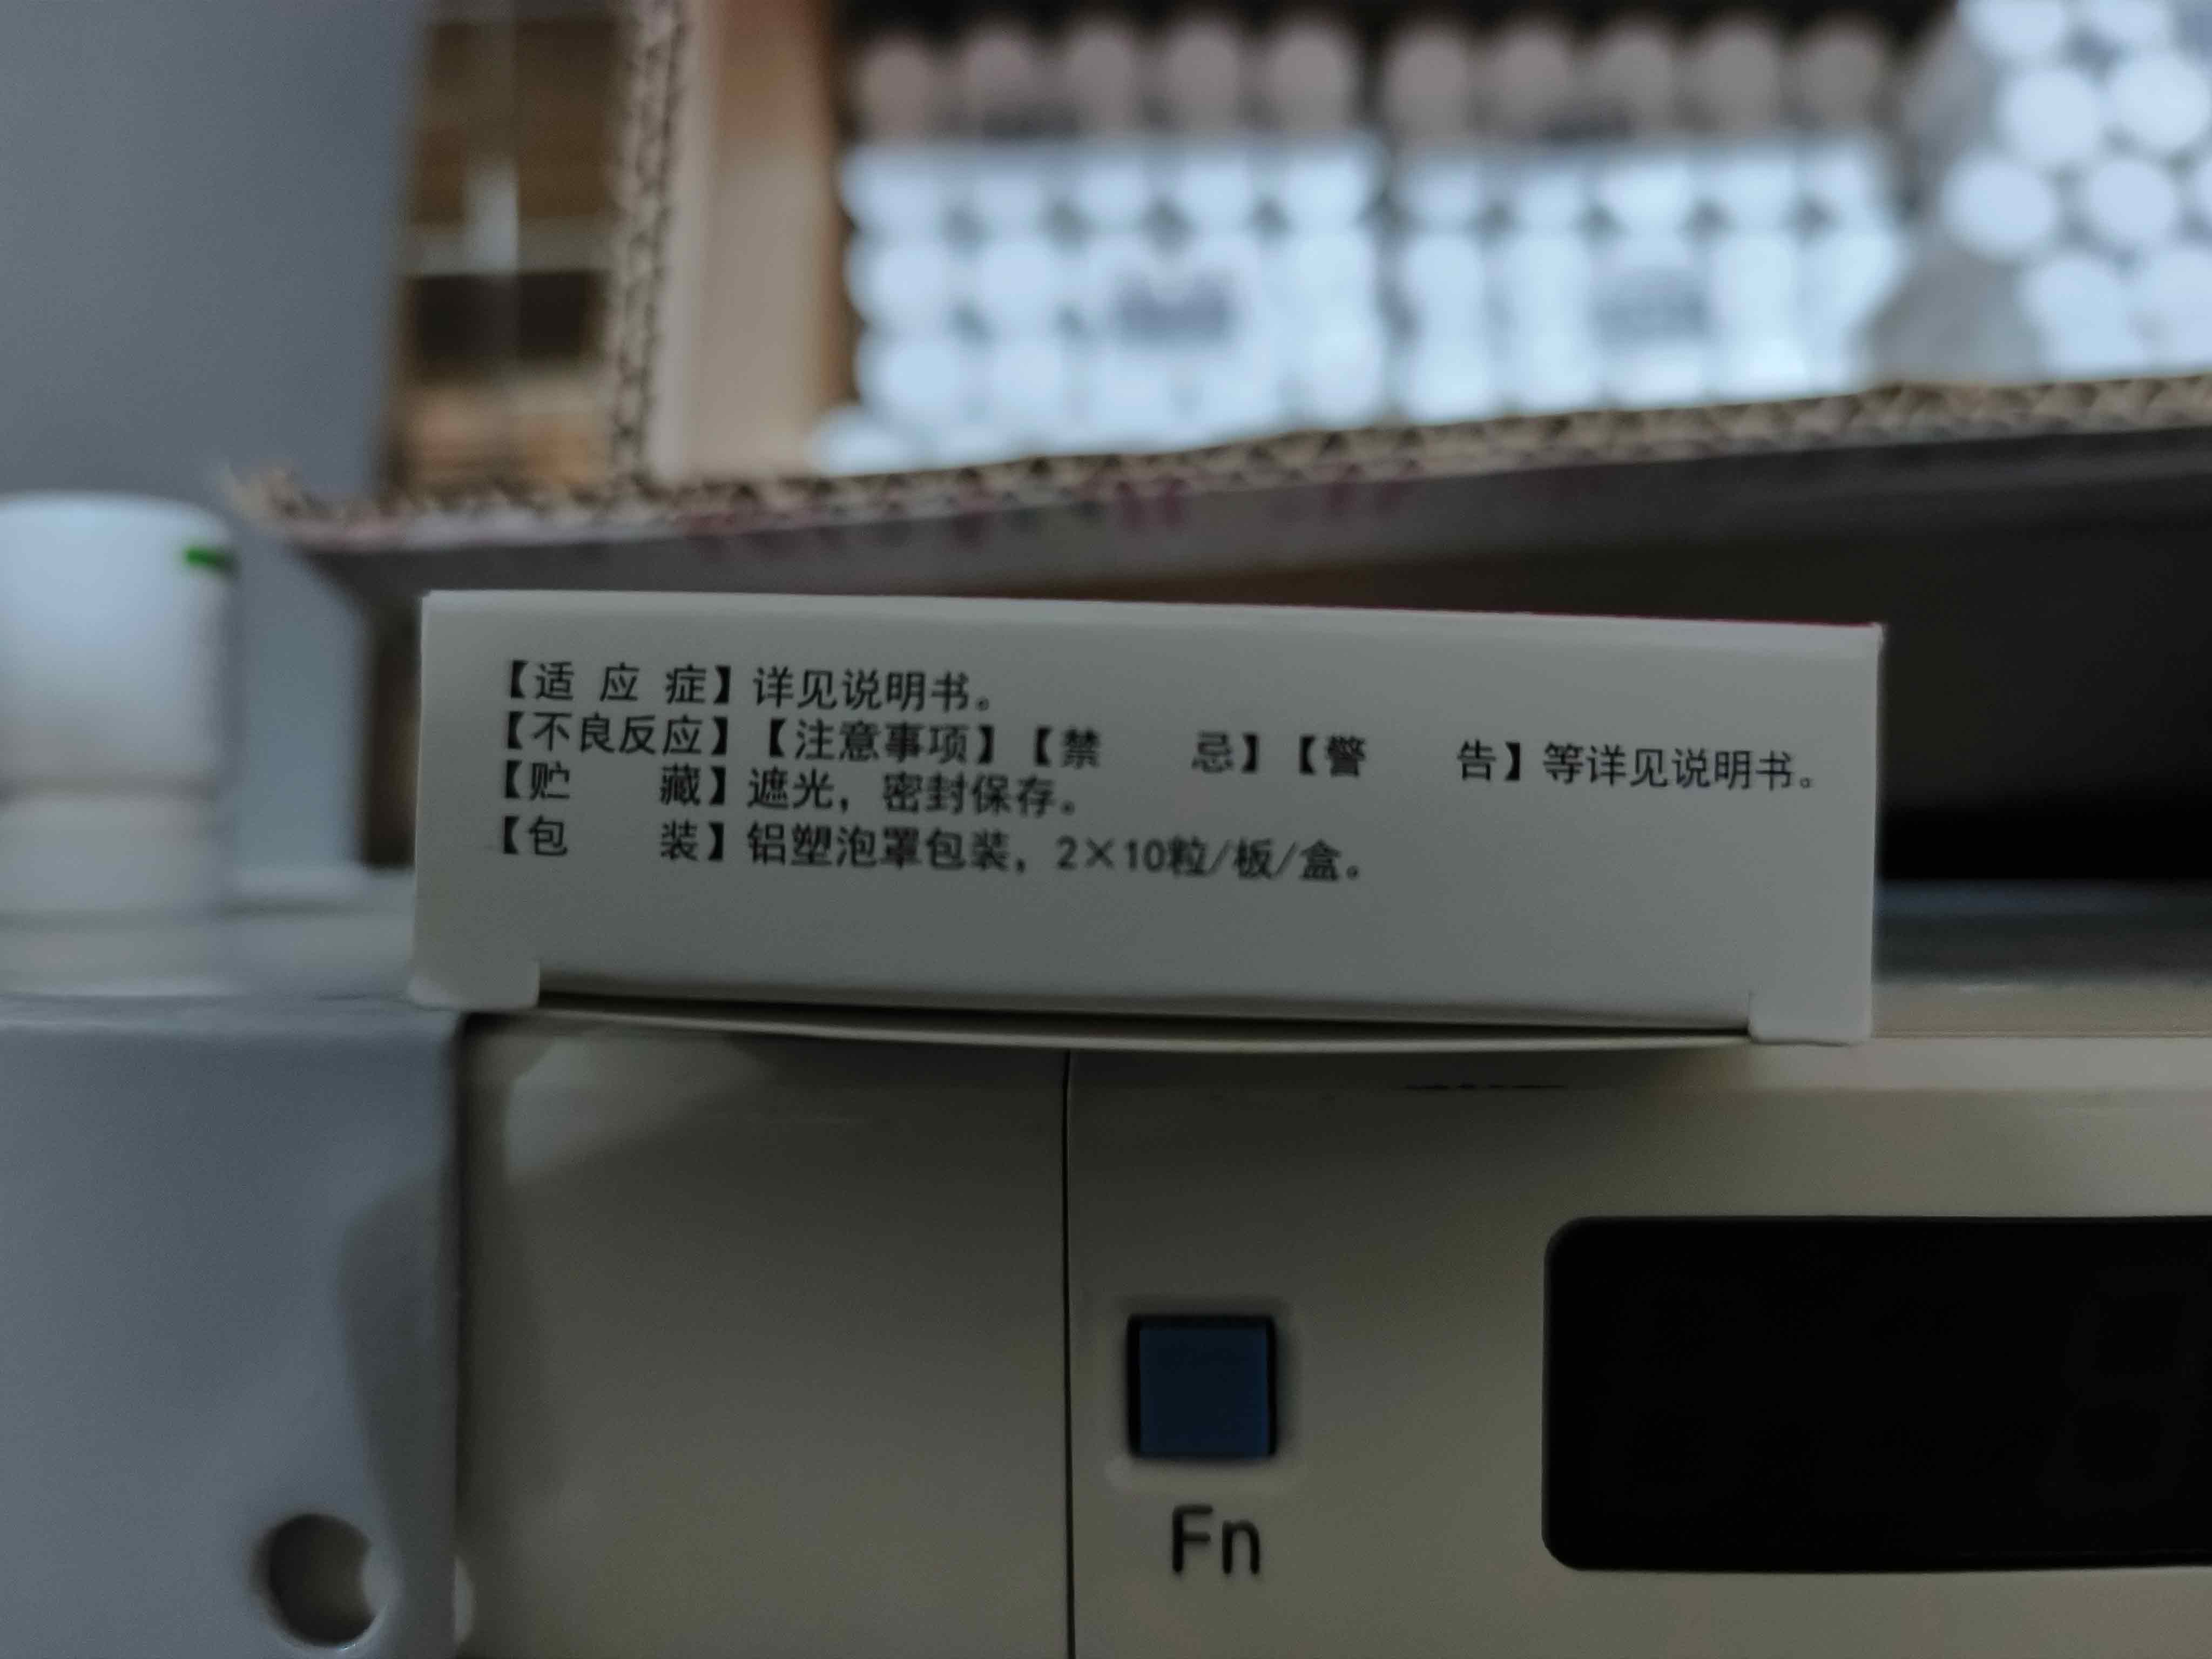 【适 应 症】详见说明书。
【不良反应】【注意事项】【禁 忌】【警 告】等详见说明书。
【贮 藏】遮光，密封保存。
【包 装】铝塑泡罩包装，2×10粒/板/盒。
Fn